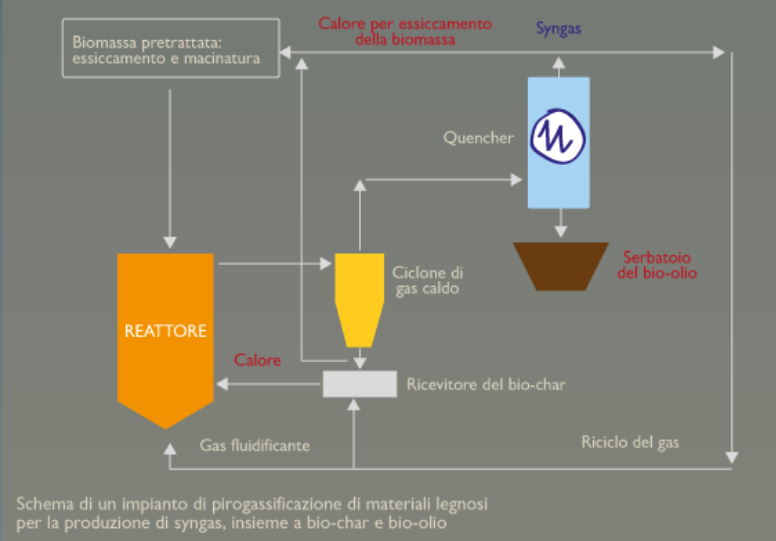 Biomassa pretrattata:
essiccamento e macinatura
Calore per essiccamento
della biomassa
Syngas
Quencher
Serbatoio
del bio-olio
Ciclone di
gas caldo
REATTORE
Calore
Ricevitore del bio-char
Gas fluidificante
Riciclo del gas
Schema di un impianto di pirogassificazione di materiali legnosi
per la produzione di syngas, insieme a bio-char e bio-olio